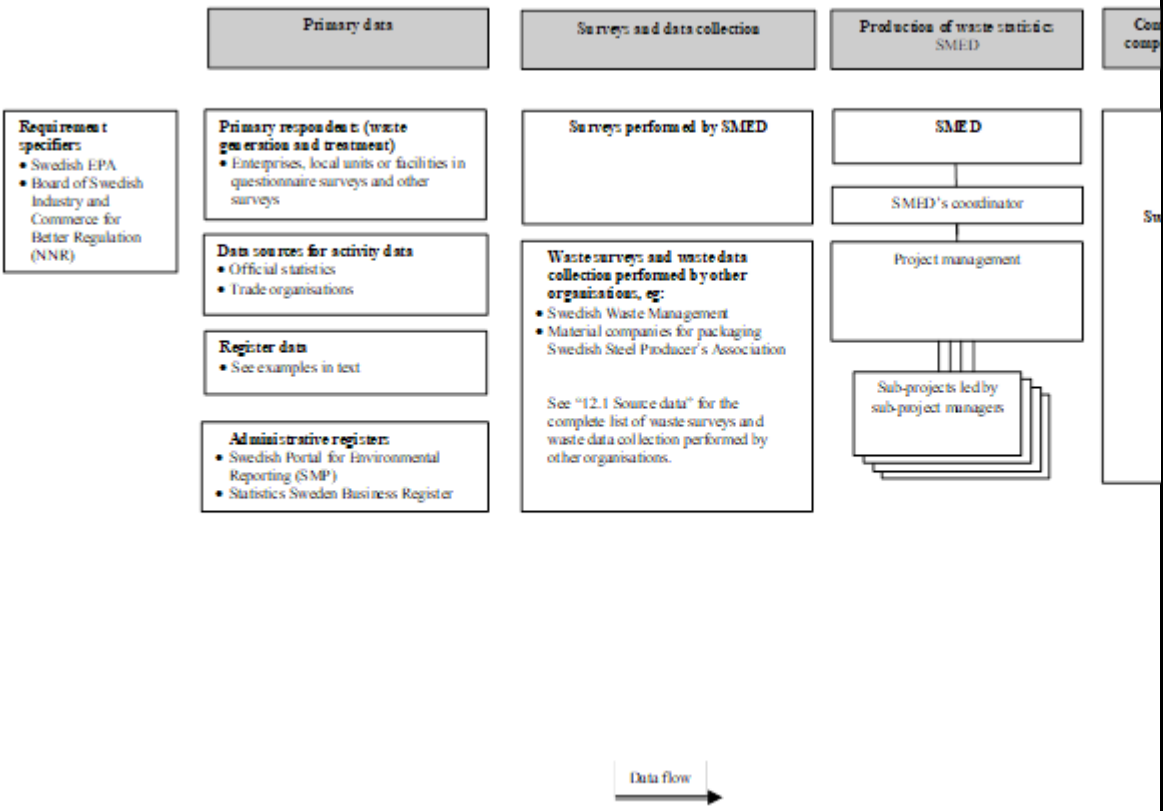 Primary data
Surveys and data collection
Production of waste statistics
SMED
Requirement
specifiers
• Swedish EPA
• Board of Swedish
Industry and
Commerce for
Better Regulation
(NNR)
Primary respondents (waste
generation and treatment)
• Enterprises, local units or facilities in
questionnaire surveys and other
surveys
Data sources for activity data
• Official statistics
• Trade organisations
Register data
• See examples in text
Administrative registers
• Swedish Portal for Environmental
Reporting (SMP)
• Statistics Sweden Business Register
Surveys performed by SMED
Waste surveys and waste data
collection performed by other
organisations, eg:
• Swedish Waste Management
• Material companies for packaging
Swedish Steel Producer's Association
See "12.1 Source data" for the
complete list of waste surveys and
waste data collection performed by
other organisations.
SMED
SMED's coordinator
Project management
Sub-projects led by
sub-project managers
Data flow